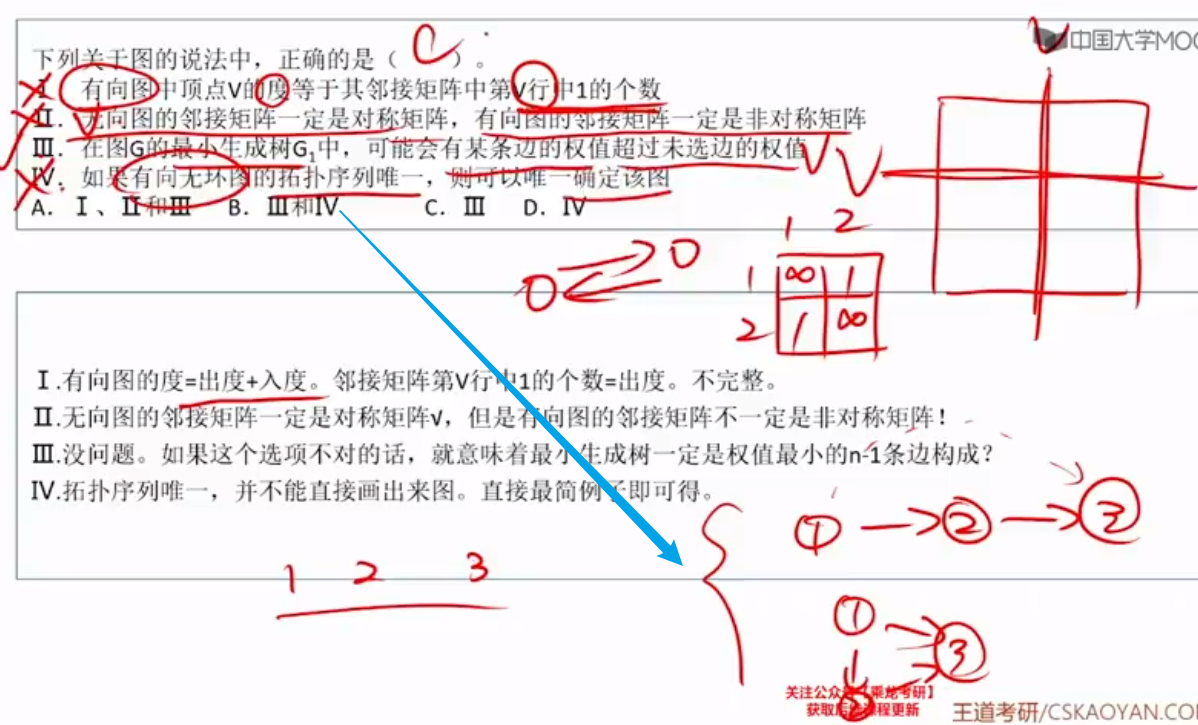 下列关于图的说法中，正确的是（ C ）。
中国大学MOO
Ⅰ. 有向图中顶点V的度等于其邻接矩阵中第V行中1的个数
Ⅱ. 无向图的邻接矩阵一定是对称矩阵，有向图的邻接矩阵一定是非对称矩阵
Ⅲ. 在图G的最小生成树G1中，可能会有某条边的权值超过未选边的权值
Ⅳ. 如果有向无环图的拓扑序列唯一，则可以唯一确定该图
A. Ⅰ、Ⅱ和Ⅲ B. Ⅲ和Ⅳ C. Ⅲ D. Ⅳ
V
1 2
0 0
1 ∞ 1
2 1 ∞
Ⅰ.有向图的度=出度+入度。邻接矩阵第V行中1的个数=出度。不完整。
Ⅱ.无向图的邻接矩阵一定是对称矩阵v，但是有向图的邻接矩阵不一定是非对称矩阵！
Ⅲ.没问题。如果这个选项不对的话，就意味着最小生成树一定是权值最小的n-1条边构成？
Ⅳ.拓扑序列唯一，并不能直接画出来图。直接最简例子即可得。
1 2 3
1 2 3
1 3
关注公众号【乘龙考研】
获取后续课程更新
王道考研/CSKAOYAN.CO